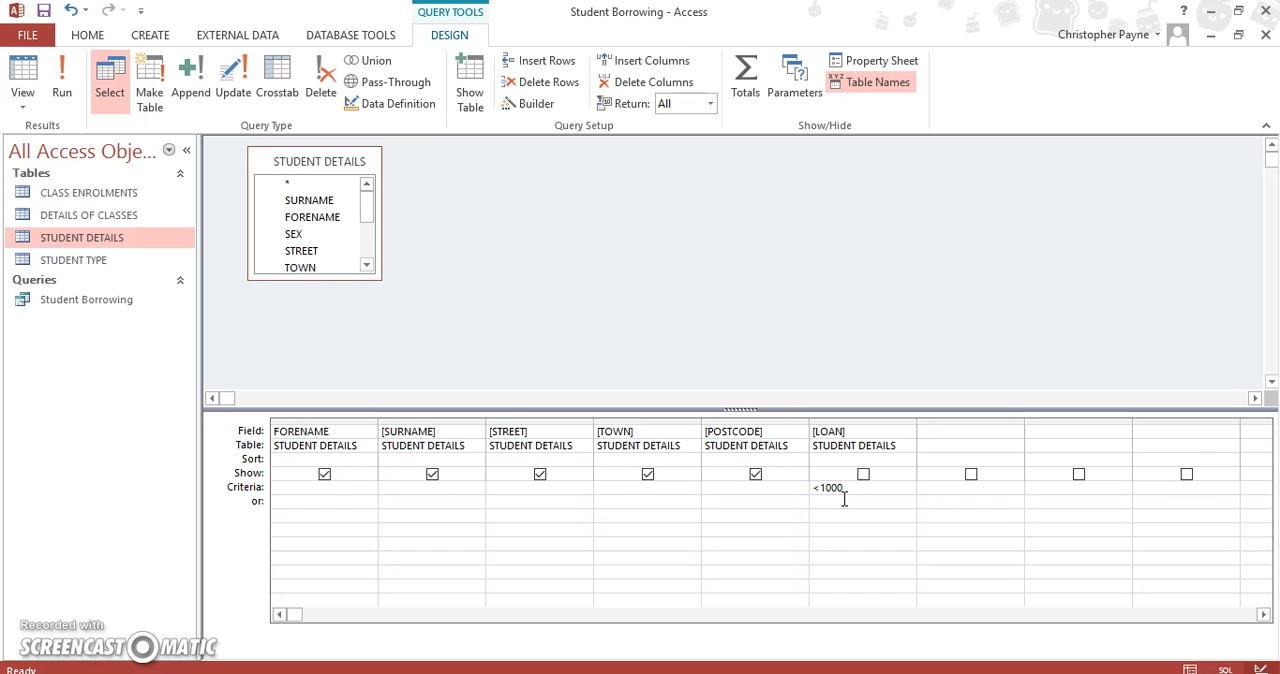 QUERY TOOLS
Student Borrowing - Access
?
FILE
HOME
CREATE
EXTERNAL DATA
DATABASE TOOLS
DESIGN
Christopher Payne
View
Run
Select
Make Table
Append
Update
Crosstab
Delete
Union
Pass-Through
Data Definition
Show Table
Insert Rows
Delete Rows
Builder
Insert Columns
Delete Columns
Return: All
Totals
Parameters
Property Sheet
Table Names
Results
Query Type
Query Setup
Show/Hide
All Access Obje...
Tables
CLASS ENROLMENTS
DETAILS OF CLASSES
STUDENT DETAILS
STUDENT TYPE
Queries
Student Borrowing
STUDENT DETAILS
*
SURNAME
FORENAME
SEX
STREET
TOWN
Field: FORENAME [SURNAME] [STREET] [TOWN] [POSTCODE] [LOAN]
Table: STUDENT DETAILS STUDENT DETAILS STUDENT DETAILS STUDENT DETAILS STUDENT DETAILS STUDENT DETAILS
Sort:
Show:
Criteria: <1000
or:
Recorded with
SCREENCAST MATIC
Ready
SQL